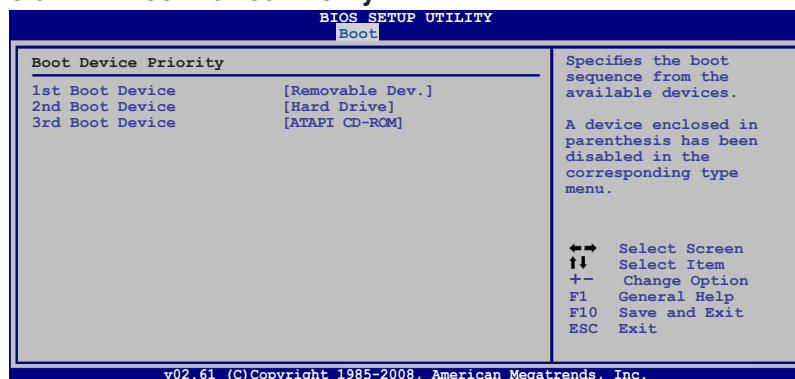 BIOS SETUP UTILITY
Boot
Boot Device Priority
1st Boot Device [Removable Dev.]
2nd Boot Device [Hard Drive]
3rd Boot Device [ATAPI CD-ROM]
Specifies the boot
sequence from the
available devices.
A device enclosed in
parenthesis has been
disabled in the
corresponding type
menu.
←→ Select Screen
↑↓ Select Item
+- Change Option
F1 General Help
F10 Save and Exit
ESC Exit
v02.61 (C)Copyright 1985-2008, American Megatrends, Inc.